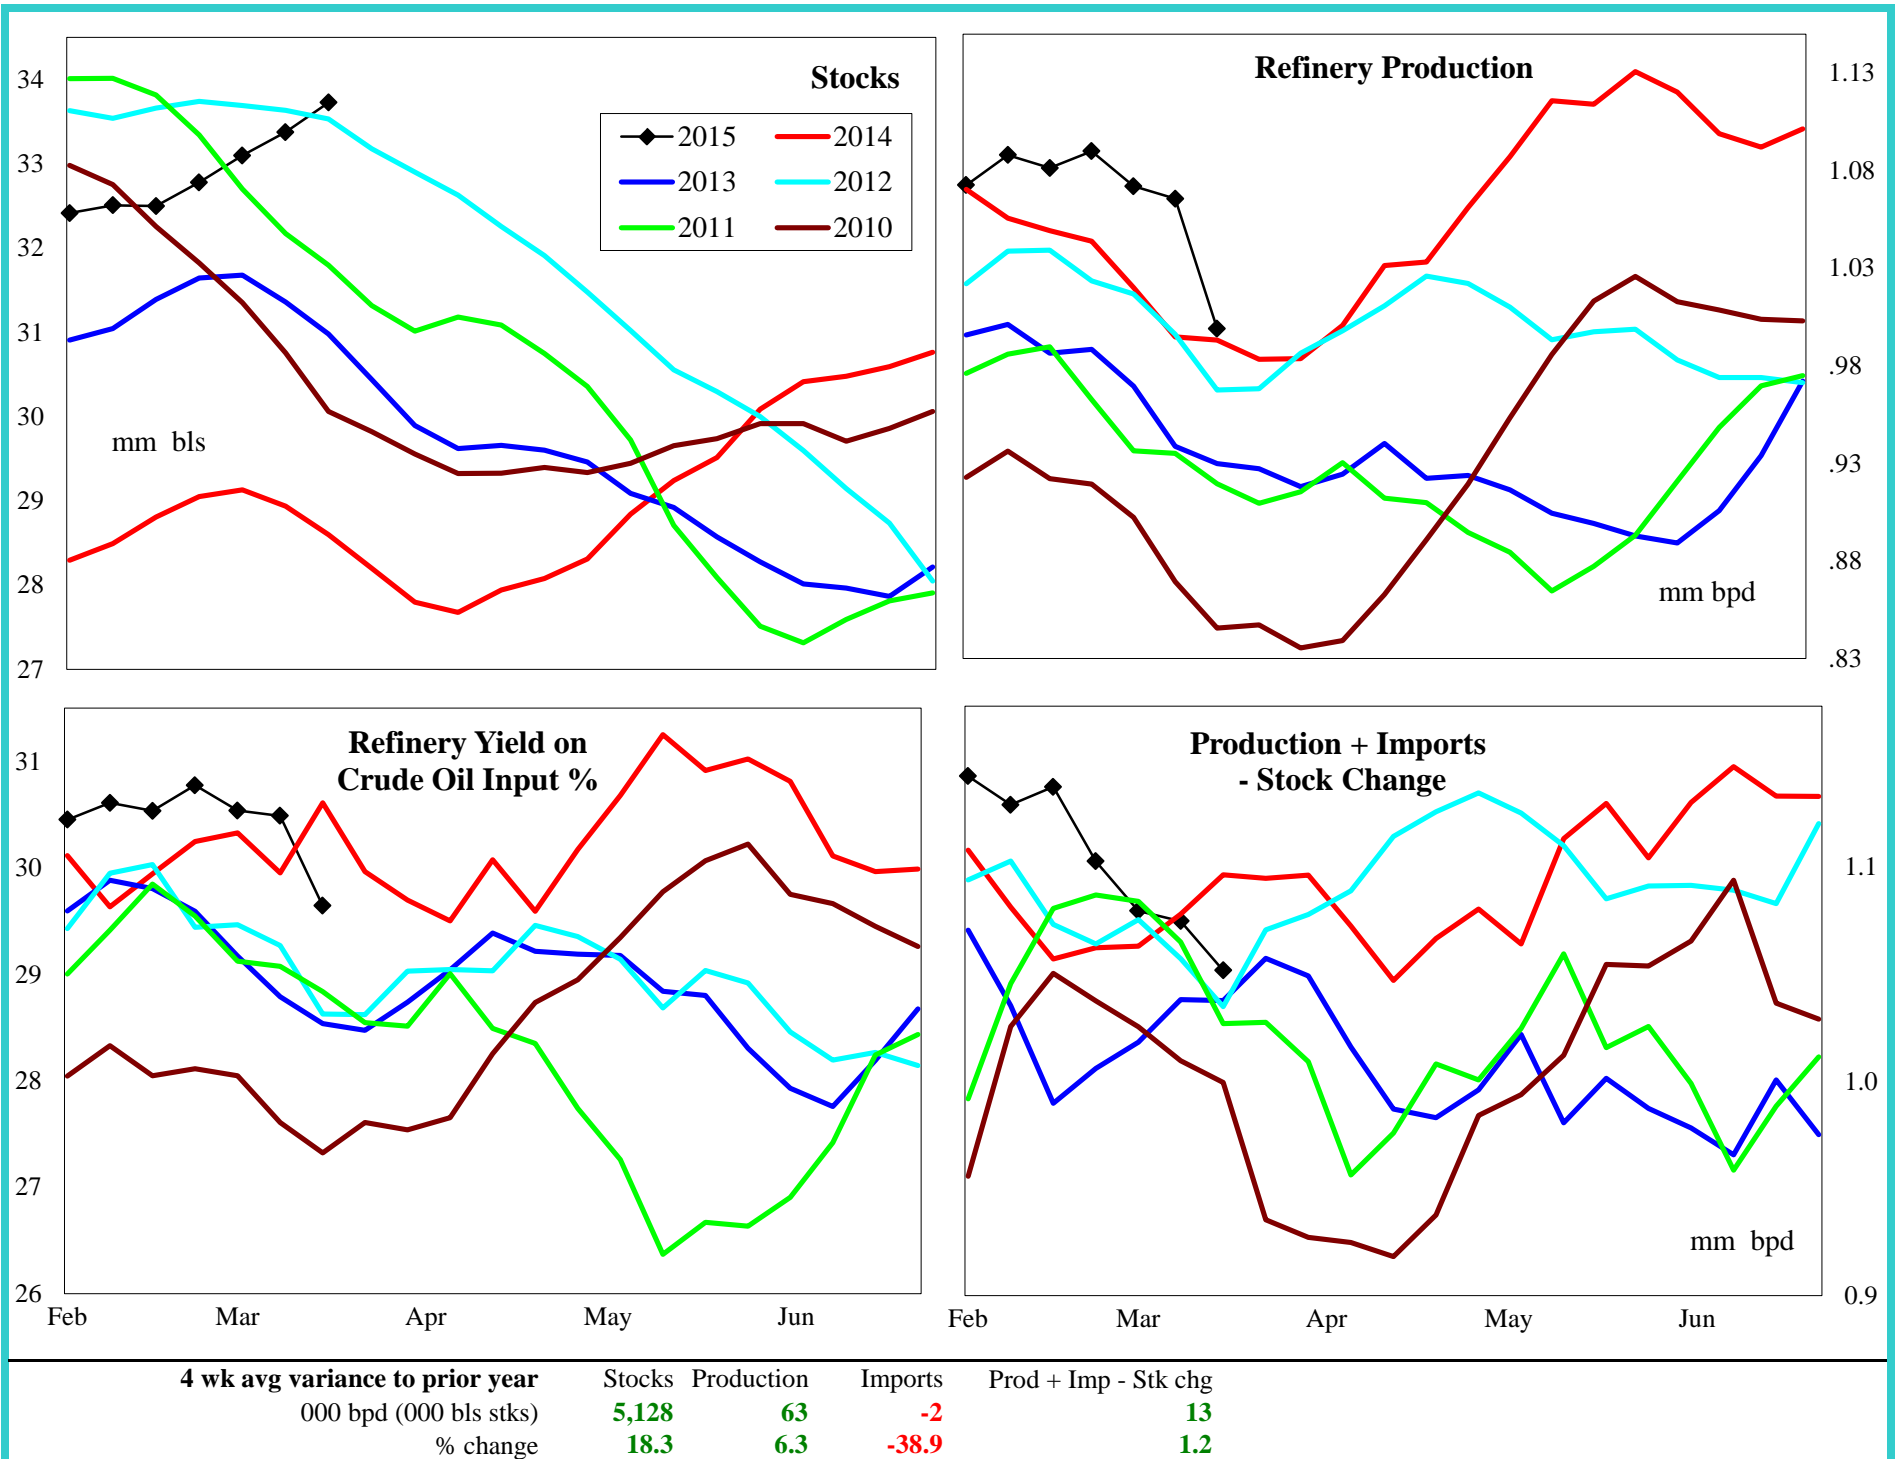 Stocks
34
33
32
31
30
29
28
27
2015 2014
2013 2012
2011 2010
mm bls
Refinery Production
1.13
1.08
1.03
.98
.93
.88
.83
mm bpd
Refinery Yield on
Crude Oil Input %
31
30
29
28
27
26
Feb Mar Apr May Jun
Production + Imports
- Stock Change
1.1
1.0
0.9
mm bpd
Feb Mar Apr May Jun
4 wk avg variance to prior year Stocks Production Imports Prod + Imp - Stk chg
000 bpd (000 bls stks) 5,128 63 -2 13
% change 18.3 6.3 -38.9 1.2